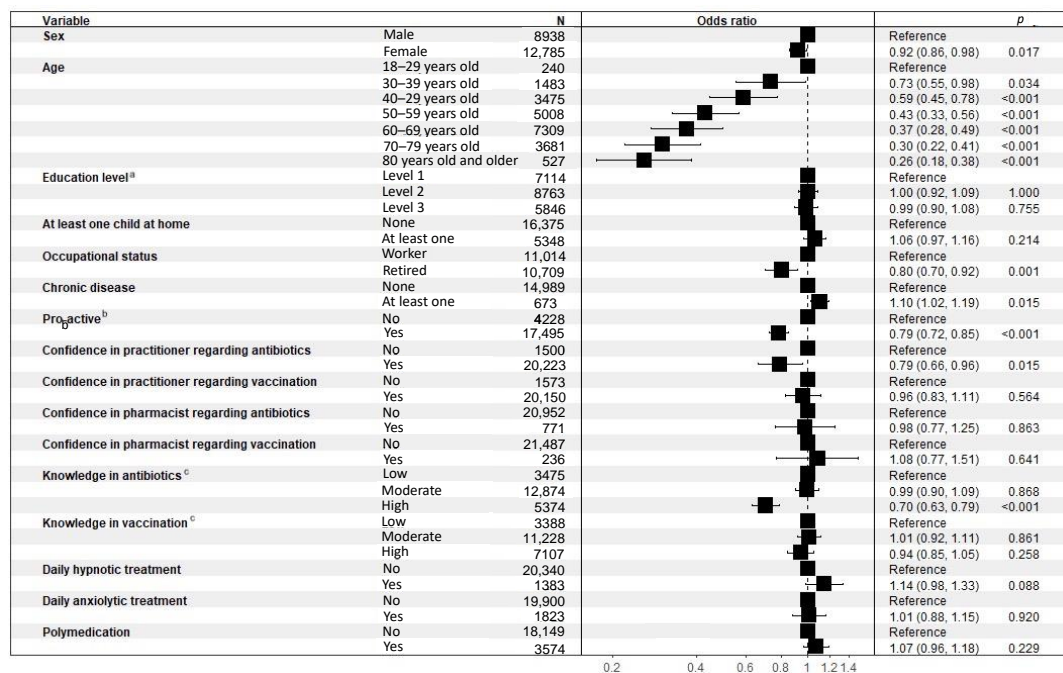 Variable N Odds ratio p
Sex Male 8938 Reference
Female 12,785 0.92 (0.86, 0.98) 0.017
Age 18–29 years old 240 Reference
30–39 years old 1483 0.73 (0.55, 0.98) 0.034
40–29 years old 3475 0.59 (0.45, 0.78) <0.001
50–59 years old 5008 0.43 (0.33, 0.56) <0.001
60–69 years old 7309 0.37 (0.28, 0.49) <0.001
70–79 years old 3681 0.30 (0.22, 0.41) <0.001
80 years old and older 527 0.26 (0.18, 0.38) <0.001
Education level a Level 1 7114 Reference
Level 2 8763 1.00 (0.92, 1.09) 1.000
Level 3 5846 0.99 (0.90, 1.08) 0.755
At least one child at home None 16,375 Reference
At least one 5348 1.06 (0.97, 1.16) 0.214
Occupational status Worker 11,014 Reference
Retired 10,709 0.80 (0.70, 0.92) 0.001
Chronic disease None 14,989 Reference
At least one 673 1.10 (1.02, 1.19) 0.015
Pro-active b No 4228 Reference
b Yes 17,495 0.79 (0.72, 0.85) <0.001
Confidence in practitioner regarding antibiotics No 1500 Reference
Yes 20,223 0.79 (0.66, 0.96) 0.015
Confidence in practitioner regarding vaccination No 1573 Reference
Yes 20,150 0.96 (0.83, 1.11) 0.564
Confidence in pharmacist regarding antibiotics No 20,952 Reference
Yes 771 0.98 (0.77, 1.25) 0.863
Confidence in pharmacist regarding vaccination No 21,487 Reference
Yes 236 1.08 (0.77, 1.51) 0.641
Knowledge in antibiotics c Low 3475 Reference
Moderate 12,874 0.99 (0.90, 1.09) 0.868
High 5374 0.70 (0.63, 0.79) <0.001
Knowledge in vaccination c Low 3388 Reference
Moderate 11,228 1.01 (0.92, 1.11) 0.861
High 7107 0.94 (0.85, 1.05) 0.258
Daily hypnotic treatment No 20,340 Reference
Yes 1383 1.14 (0.98, 1.33) 0.088
Daily anxiolytic treatment No 19,900 Reference
Yes 1823 1.01 (0.88, 1.15) 0.920
Polymedication No 18,149 Reference
Yes 3574 1.07 (0.96, 1.18) 0.229
0.2 0.4 0.6 0.8 1 1.2 1.4